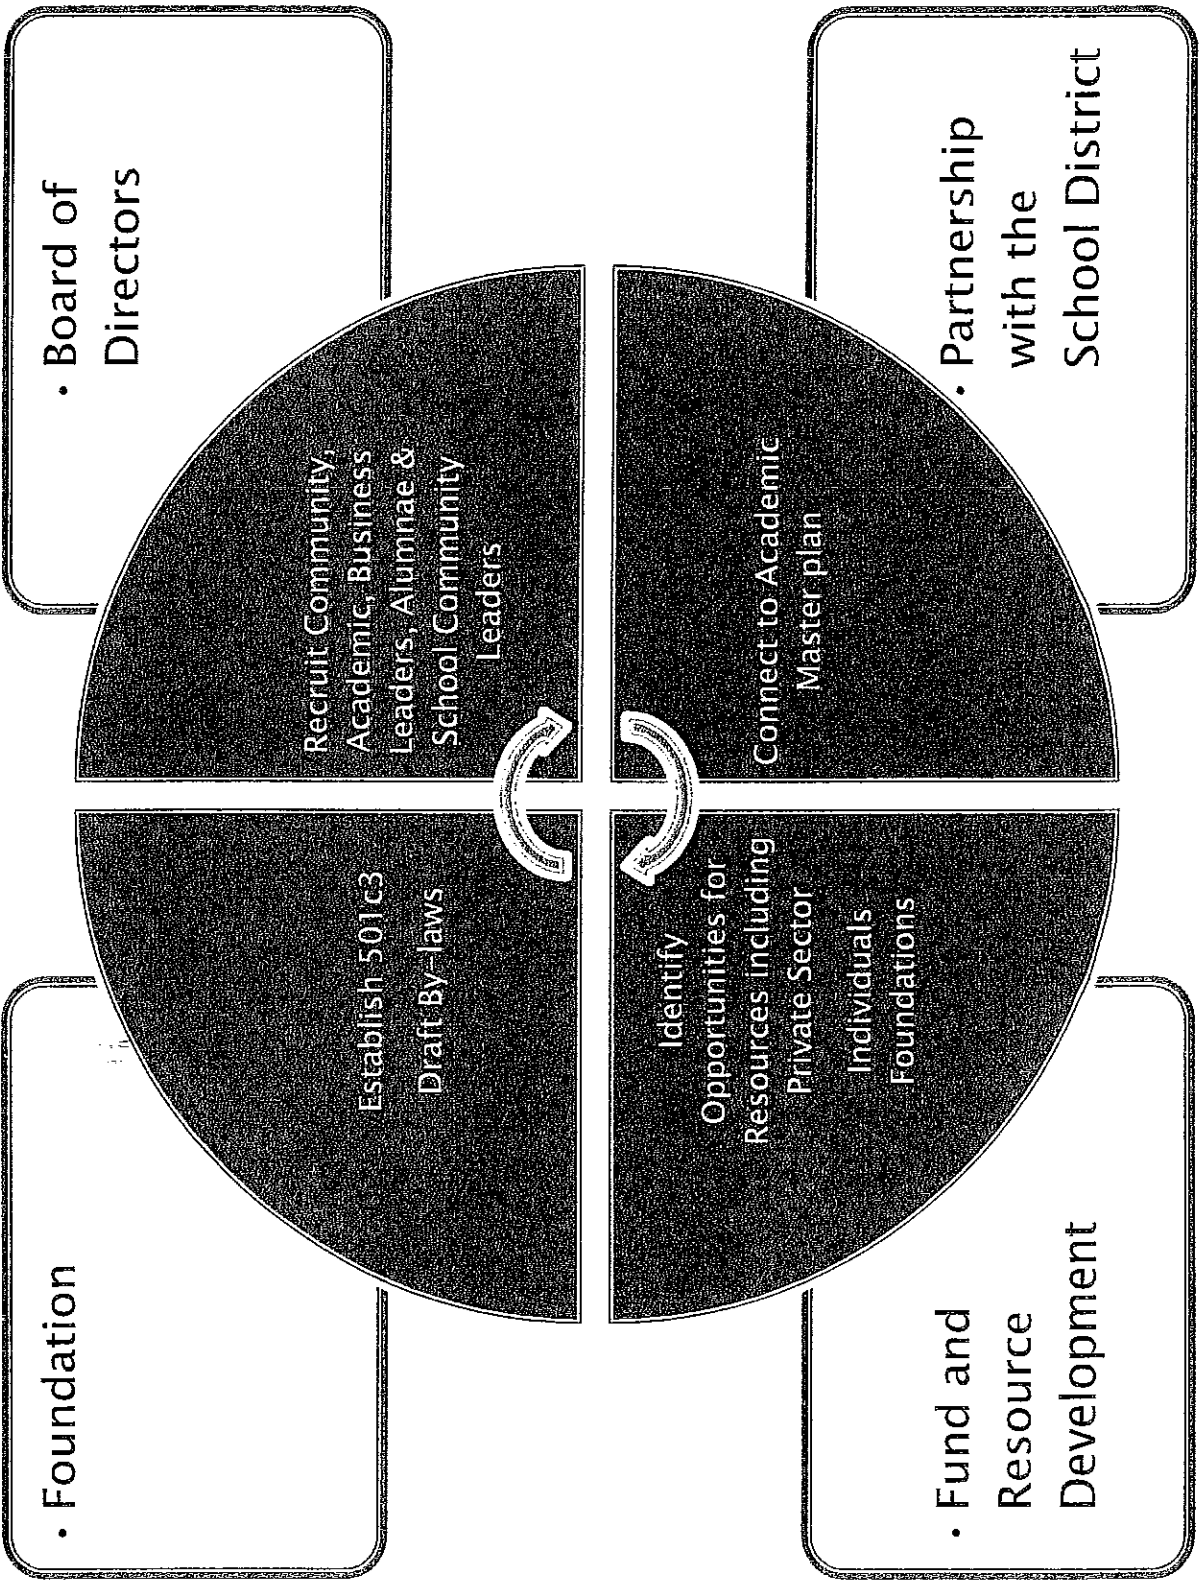 • Foundation
Establish 501c3
Draft By-laws
• Board of
Directors
Recruit Community,
Academic, Business
Leaders, Alumnae &
School Community
Leaders
• Fund and
Resource
Development
Identify
Opportunities for
Resources Including
Private Sector
Individuals
Foundations
• Partnership
with the
School District
Connect to Academic
Master plan